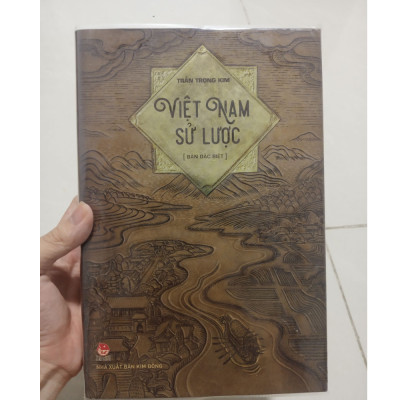 TRẦN TRỌNG KIM
VIỆT NAM
SỬ LƯỢC
[ BẢN ĐẶC BIỆT ]
NHÀ XUẤT BẢN KIM ĐỒNG